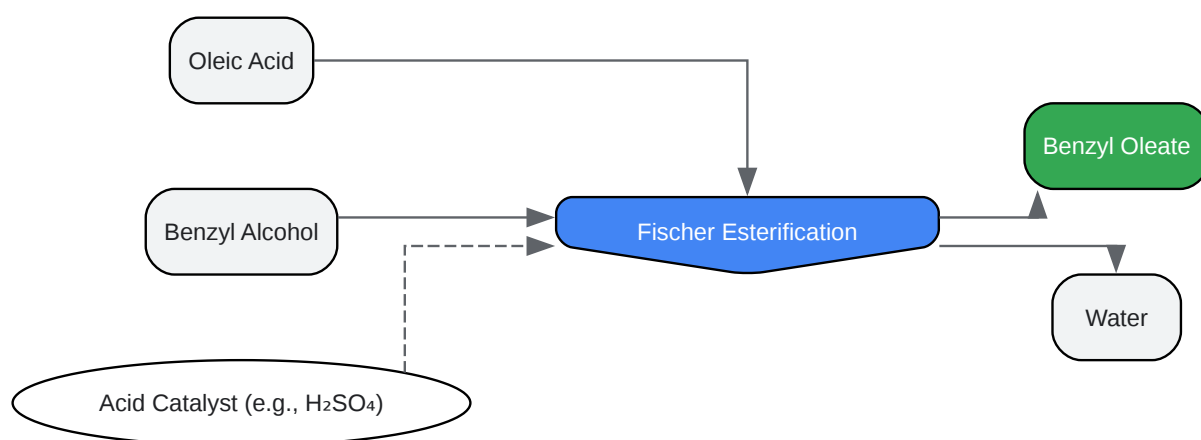 Oleic Acid
Benzyl Oleate
Benzyl Alcohol
Fischer Esterification
Water
Acid Catalyst (e.g., H₂SO₄)